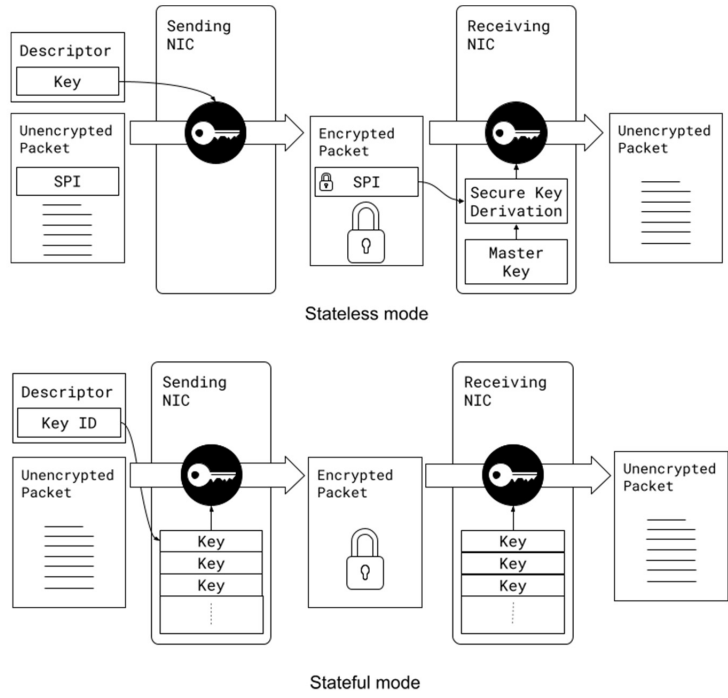 Sending
NIC
Receiving
NIC
Descriptor
Key
Unencrypted
Packet
SPI
Encrypted
Packet
SPI
Secure Key
Derivation
Master
Key
Unencrypted
Packet
Stateless mode
Sending
NIC
Receiving
NIC
Descriptor
Key ID
Unencrypted
Packet
Key
Key
Key
Encrypted
Packet
Key
Key
Key
Unencrypted
Packet
Stateful mode